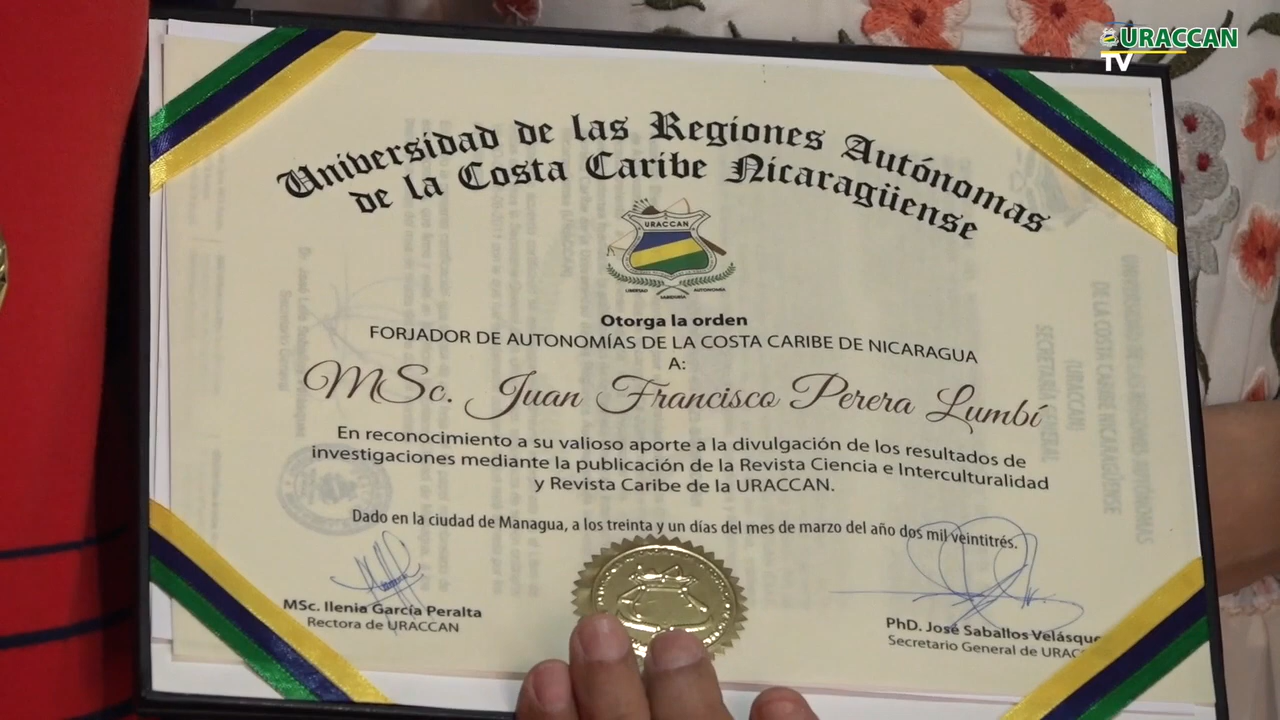 URACCAN
TV
Universidad de las Regiones Autónomas
de la Costa Caribe Nicaragüense
URACCAN
LIBERTAD SABIDURÍA AUTONOMÍA
Otorga la orden
FORJADOR DE AUTONOMÍAS DE LA COSTA CARIBE DE NICARAGUA
A:
MSc. Juan Francisco Perera Lumbí
En reconocimiento a su valioso aporte a la divulgación de los resultados de
investigaciones mediante la publicación de la Revista Ciencia e Interculturalidad
y Revista Caribe de la URACCAN.
Dado en la ciudad de Managua, a los treinta y un días del mes de marzo del año dos mil veintitrés.
MSc. Ilenia García Peralta
Rectora de URACCAN
PhD. José Saballos Velásque
Secretario General de URACC